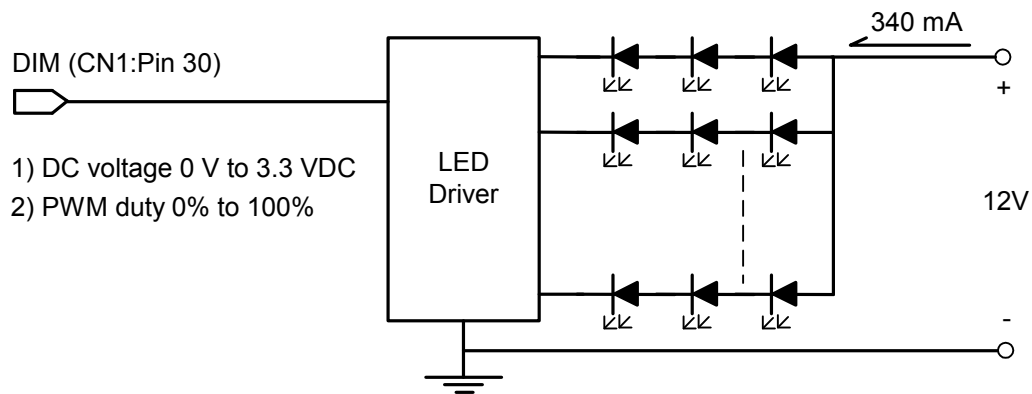 340 mA
DIM (CN1:Pin 30)
+
1) DC voltage 0 V to 3.3 VDC
2) PWM duty 0% to 100%
LED
Driver
12V
-